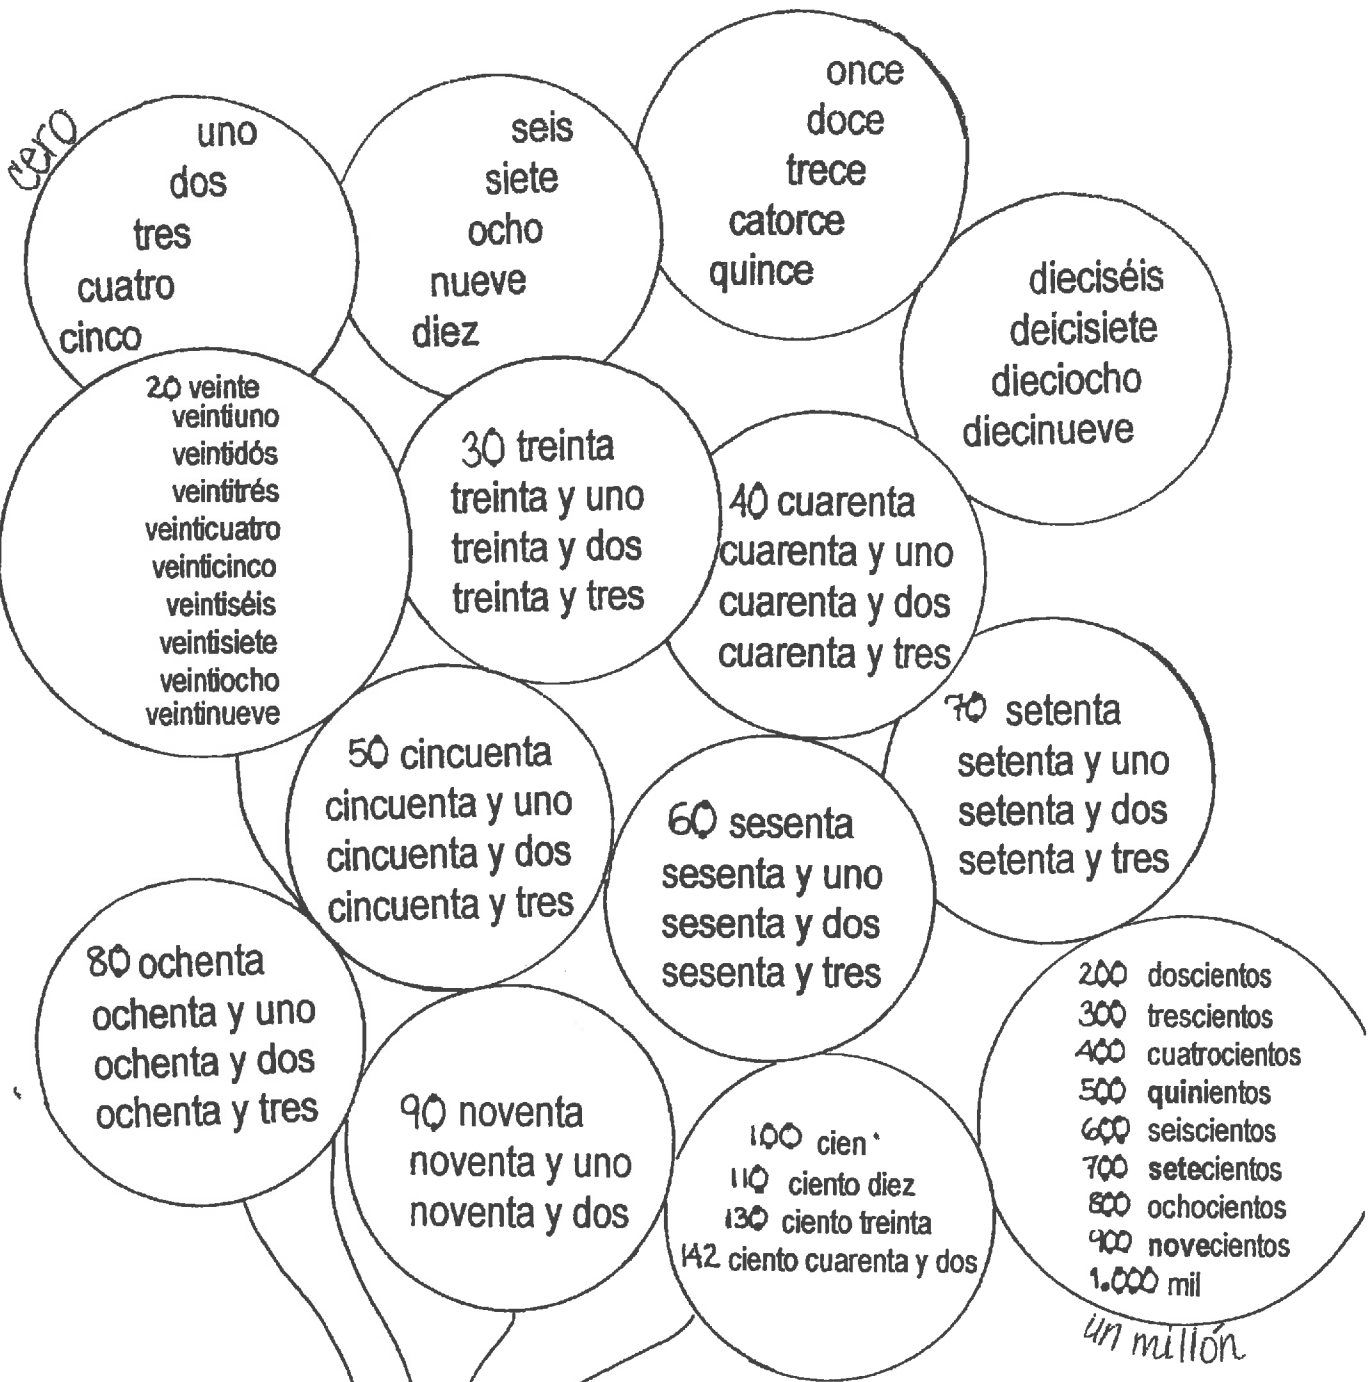 cero
uno
dos
tres
cuatro
cinco
seis
siete
ocho
nueve
diez
once
doce
trece
catorce
quince
dieciséis
deicisiete
dieciocho
diecinueve
20 veinte
veintiuno
veintidós
veintitrés
veinticuatro
veinticinco
veintiséis
veintisiete
veintiocho
veintinueve
30 treinta
treinta y uno
treinta y dos
treinta y tres
40 cuarenta
cuarenta y uno
cuarenta y dos
cuarenta y tres
50 cincuenta
cincuenta y uno
cincuenta y dos
cincuenta y tres
60 sesenta
sesenta y uno
sesenta y dos
sesenta y tres
70 setenta
setenta y uno
setenta y dos
setenta y tres
80 ochenta
ochenta y uno
ochenta y dos
ochenta y tres
90 noventa
noventa y uno
noventa y dos
100 cien
110 ciento diez
130 ciento treinta
142 ciento cuarenta y dos
200 doscientos
300 trescientos
400 cuatrocientos
500 quinientos
600 seiscientos
700 setecientos
800 ochocientos
900 novecientos
1.000 mil
un millón